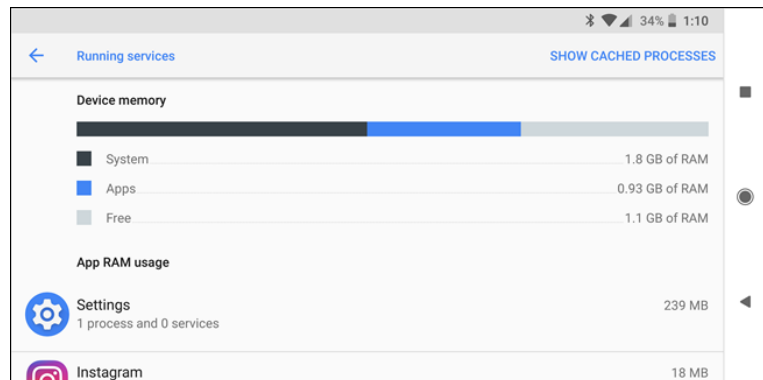 34% 1:10
Running services SHOW CACHED PROCESSES
Device memory
System 1.8 GB of RAM
Apps 0.93 GB of RAM
Free 1.1 GB of RAM
App RAM usage
Settings 239 MB
1 process and 0 services
Instagram 18 MB